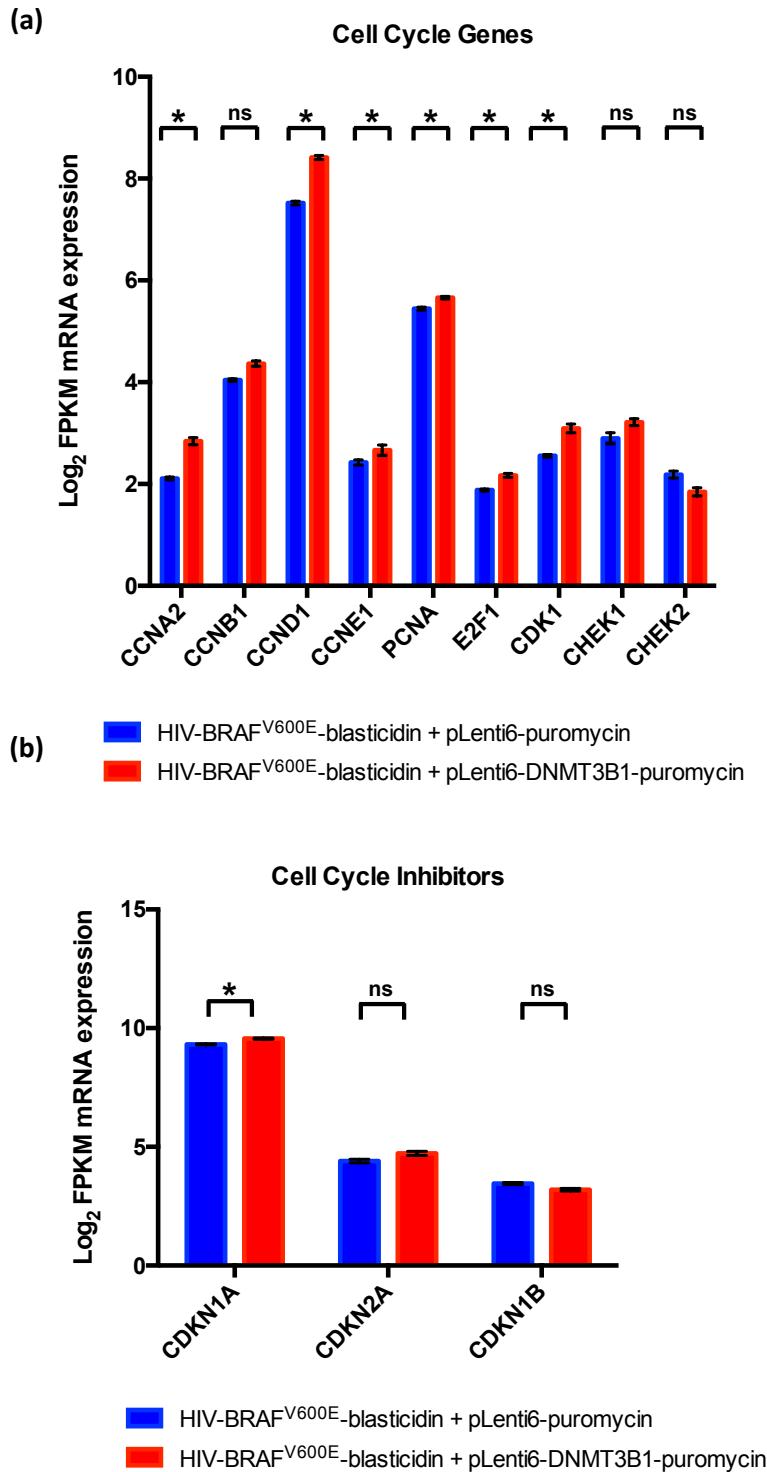 (a)
Cell Cycle Genes
Log2 FPKM mRNA expression
10
8
6
4
2
0
* ns * * * * * ns ns
CCNA2 CCNB1 CCND1 CCNE1 PCNA E2F1 CDK1 CHEK1 CHEK2
HIV-BRAFV600E-blasticidin + pLenti6-puromycin
HIV-BRAFV600E-blasticidin + pLenti6-DNMT3B1-puromycin
(b)
Cell Cycle Inhibitors
Log2 FPKM mRNA expression
15
10
5
0
* ns ns
CDKN1A CDKN2A CDKN1B
HIV-BRAFV600E-blasticidin + pLenti6-puromycin
HIV-BRAFV600E-blasticidin + pLenti6-DNMT3B1-puromycin